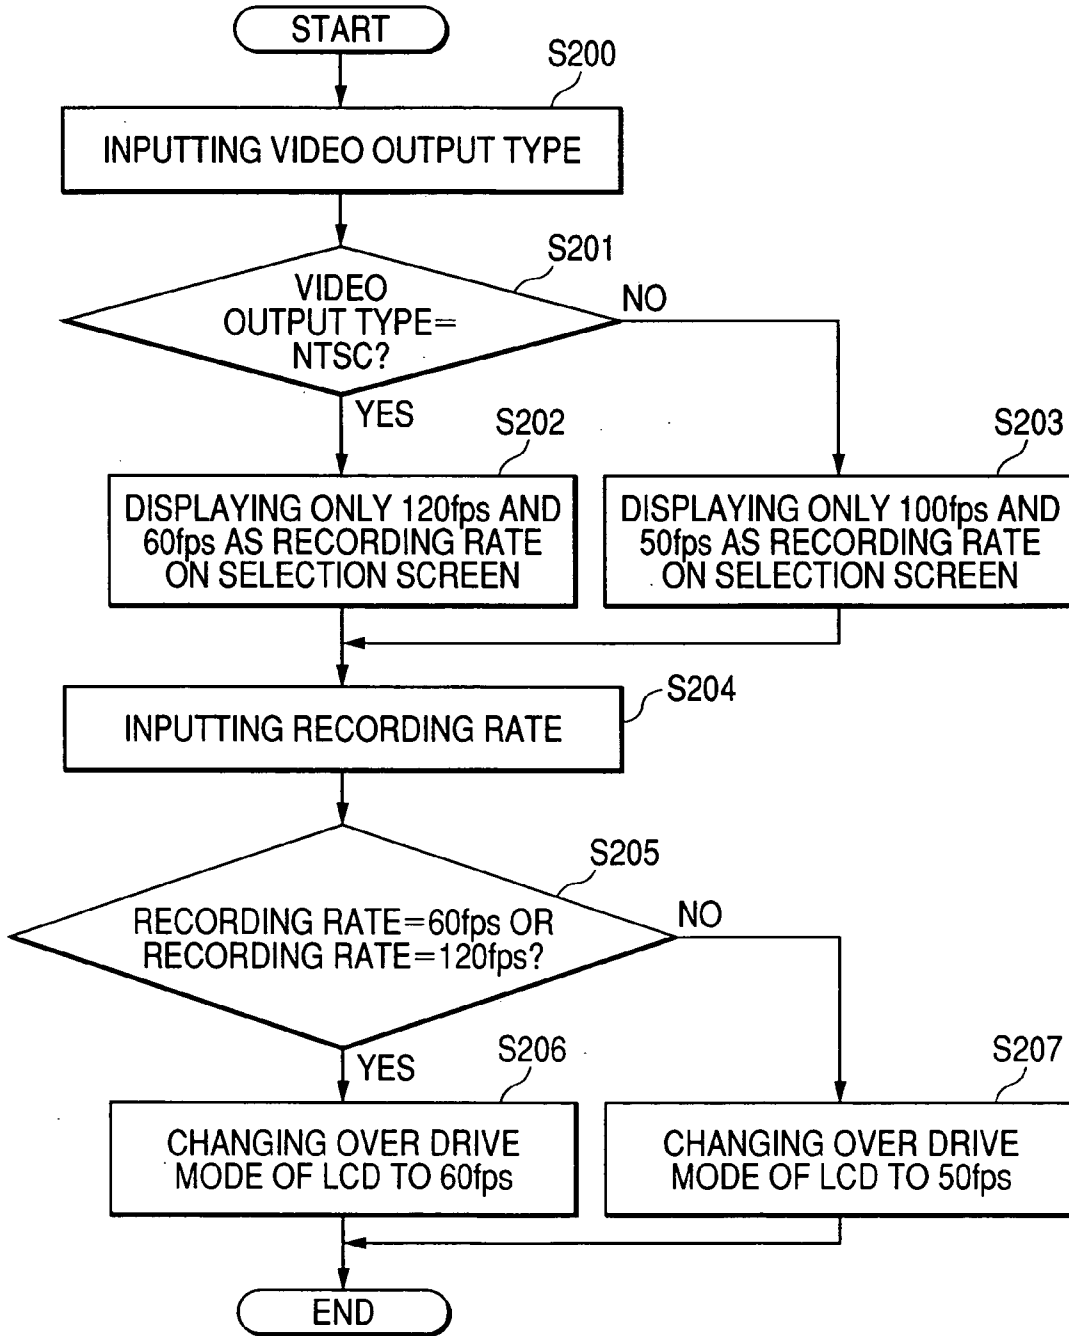 START
S200
INPUTTING VIDEO OUTPUT TYPE
S201
VIDEO
OUTPUT TYPE=
NTSC?
NO
YES
S202
DISPLAYING ONLY 120fps AND
60fps AS RECORDING RATE
ON SELECTION SCREEN
S203
DISPLAYING ONLY 100fps AND
50fps AS RECORDING RATE
ON SELECTION SCREEN
S204
INPUTTING RECORDING RATE
S205
RECORDING RATE=60fps OR
RECORDING RATE=120fps?
NO
YES
S206
CHANGING OVER DRIVE
MODE OF LCD TO 60fps
S207
CHANGING OVER DRIVE
MODE OF LCD TO 50fps
END